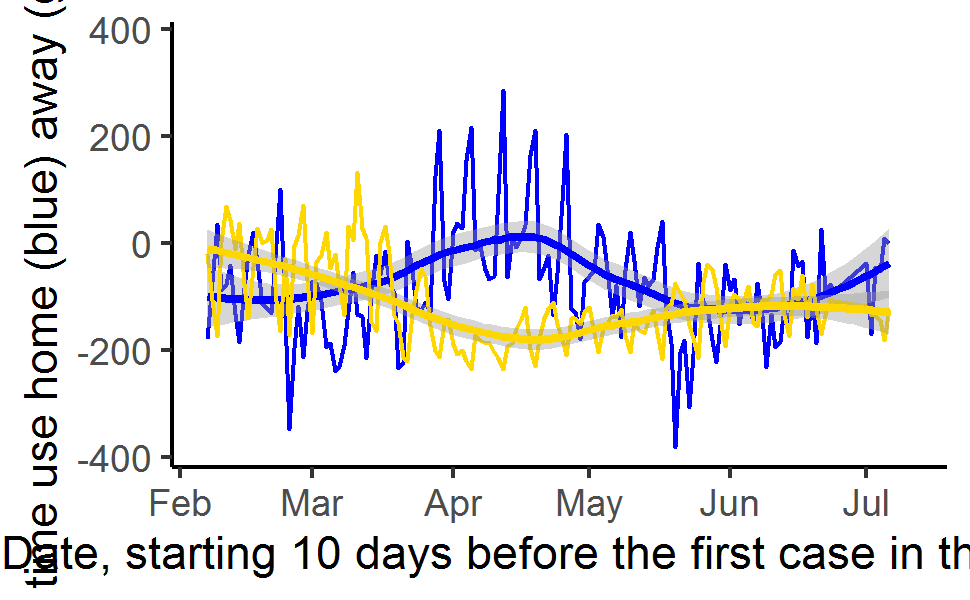 time use home (blue) away (
400
200
0
-200
-400
Feb Mar Apr May Jun Jul
Date, starting 10 days before the first case in th